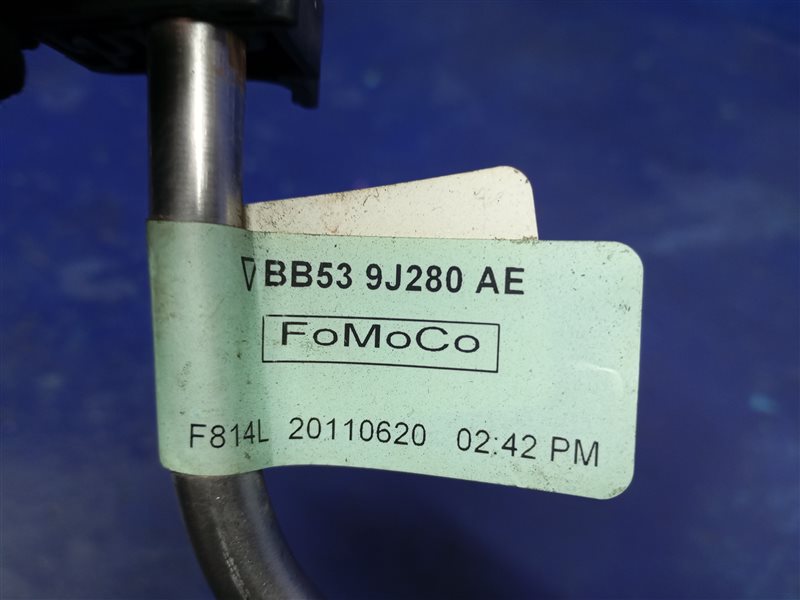 ▽BB53 9J280 AE
FoMoCo
F814L 20110620 02:42 PM